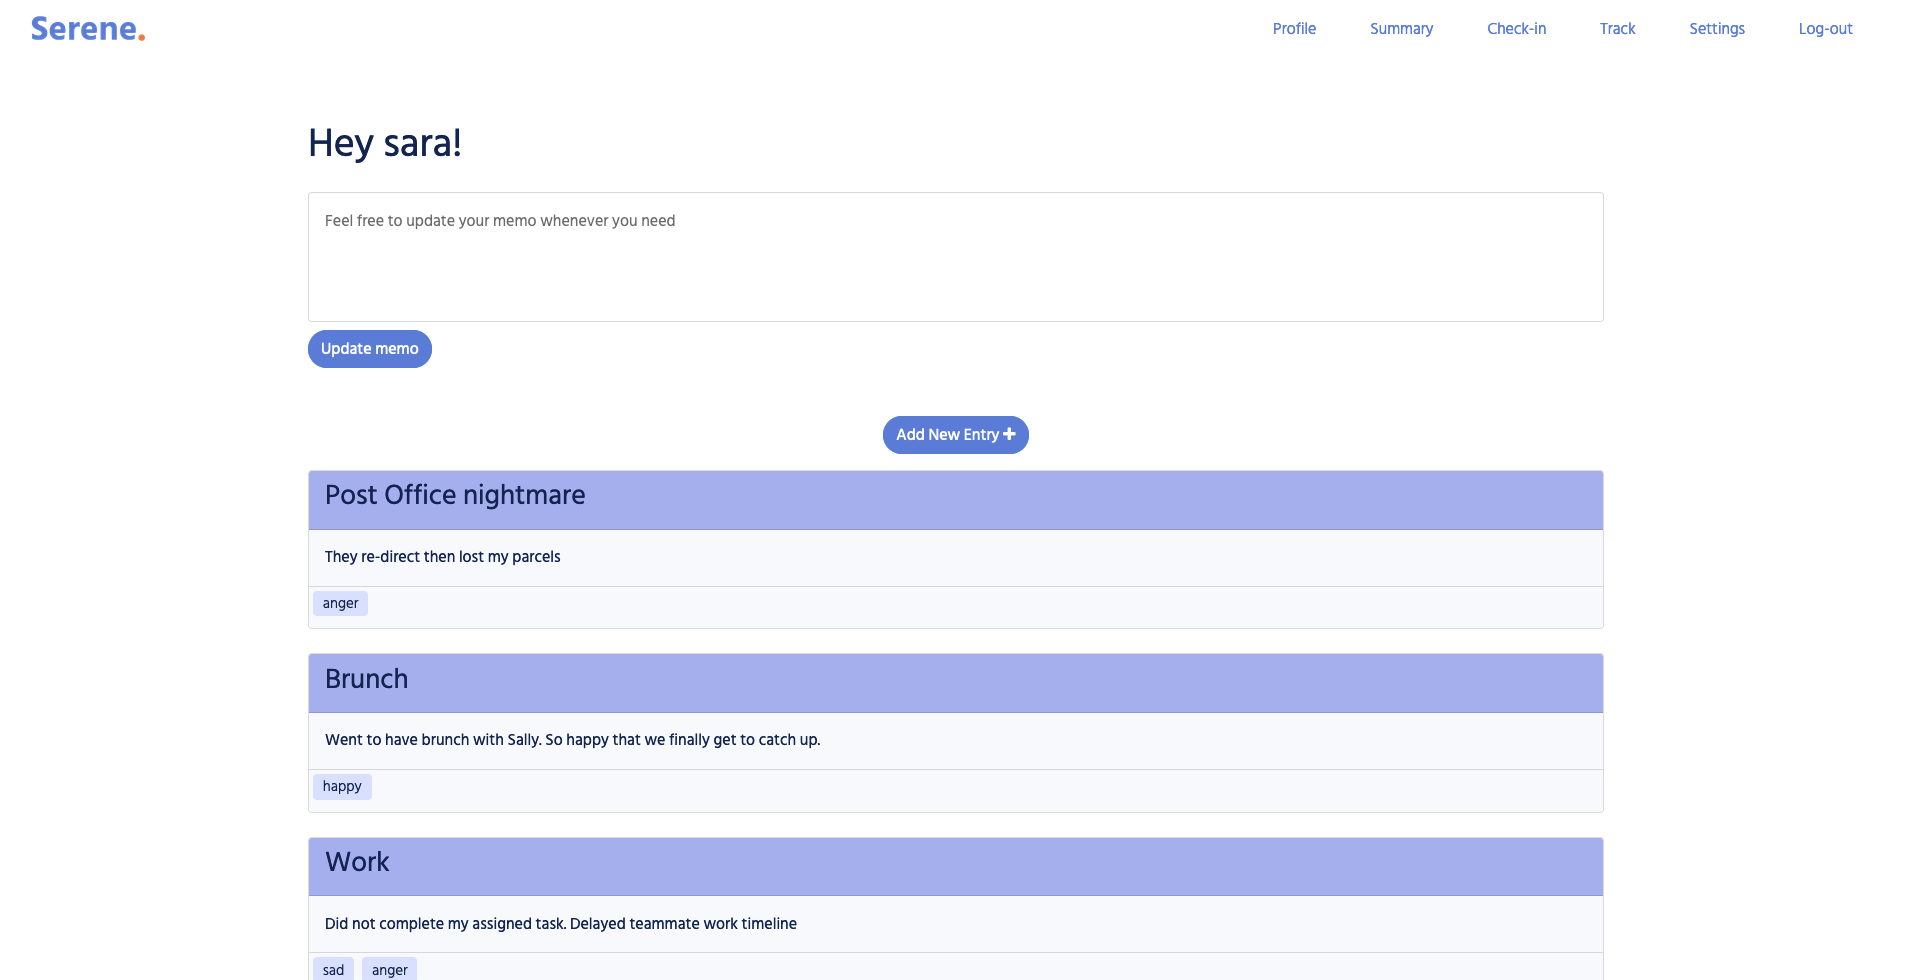 Serene.
Profile Summary Check-in Track Settings Log-out
Hey sara!
Feel free to update your memo whenever you need
Update memo
Add New Entry
Post Office nightmare
They re-direct then lost my parcels
anger
Brunch
Went to have brunch with Sally. So happy that we finally get to catch up.
happy
Work
Did not complete my assigned task. Delayed teammate work timeline
sad anger